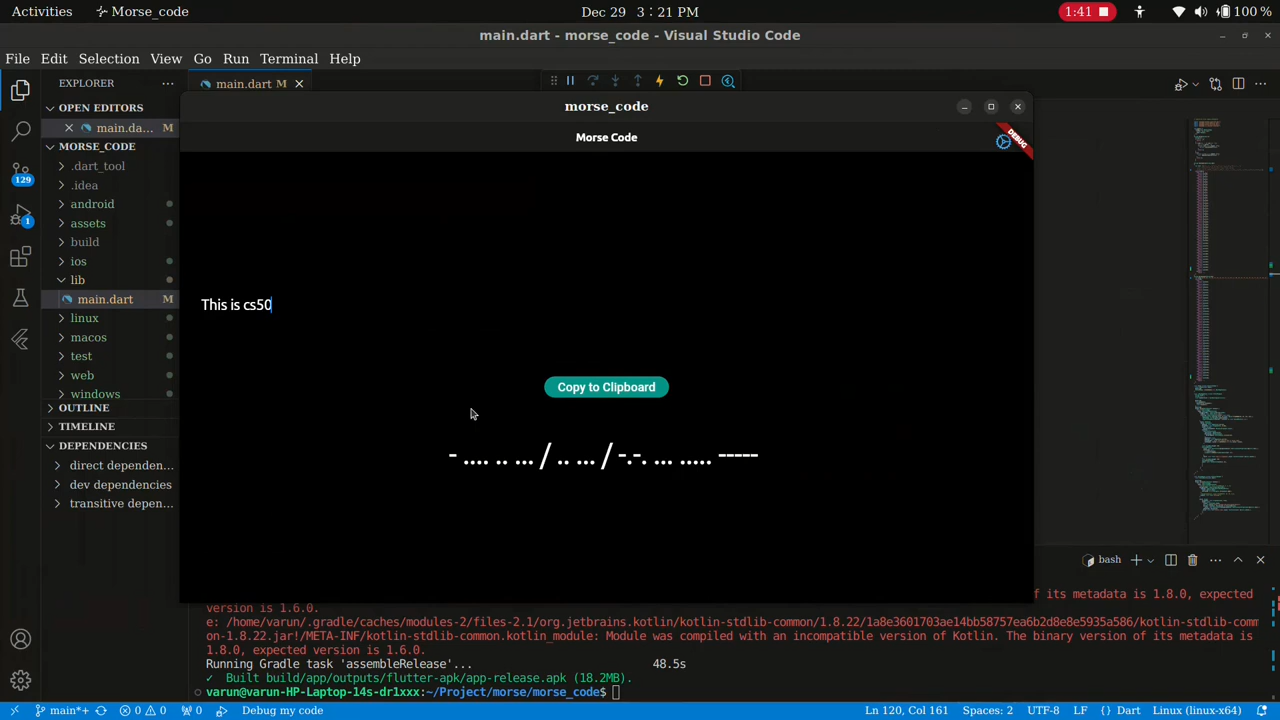 Activities
Morse_code
Dec 29 3:21 PM
1:41
100 %
main.dart - morse_code - Visual Studio Code
File Edit Selection View Go Run Terminal Help
EXPLORER
main.dart M
OPEN EDITORS
main.da... M
MORSE_CODE
.dart_tool
.idea
android
assets
build
ios
lib
main.dart M
linux
macos
test
web
windows
OUTLINE
TIMELINE
DEPENDENCIES
direct dependen...
dev dependencies
transitive depen...
129
1
morse_code
Morse Code
DEBUG
This is cs50
Copy to Clipboard
- .... .. ... / .. ... / -.-. ... ..... -----
bash
f its metadata is 1.8.0, expected
version is 1.6.0.
e: /home/varun/.gradle/caches/modules-2/files-2.1/org.jetbrains.kotlin/kotlin-stdlib-common/1.8.22/1a8e3601703ae14bb58757ea6b2d8e8e5935a586/kotlin-stdlib-comm
on-1.8.22.jar!/META-INF/kotlin-stdlib-common.kotlin_module: Module was compiled with an incompatible version of Kotlin. The binary version of its metadata is
1.8.0, expected version is 1.6.0.
Running Gradle task 'assembleRelease'... 48.5s
✓ Built build/app/outputs/flutter-apk/app-release.apk (18.2MB).
varun@varun-HP-Laptop-14s-dr1xxx:~/Project/morse/morse_code$
main*+ 0 0 0 Debug my code
Ln 120, Col 161 Spaces: 2 UTF-8 LF {} Dart Linux (linux-x64)